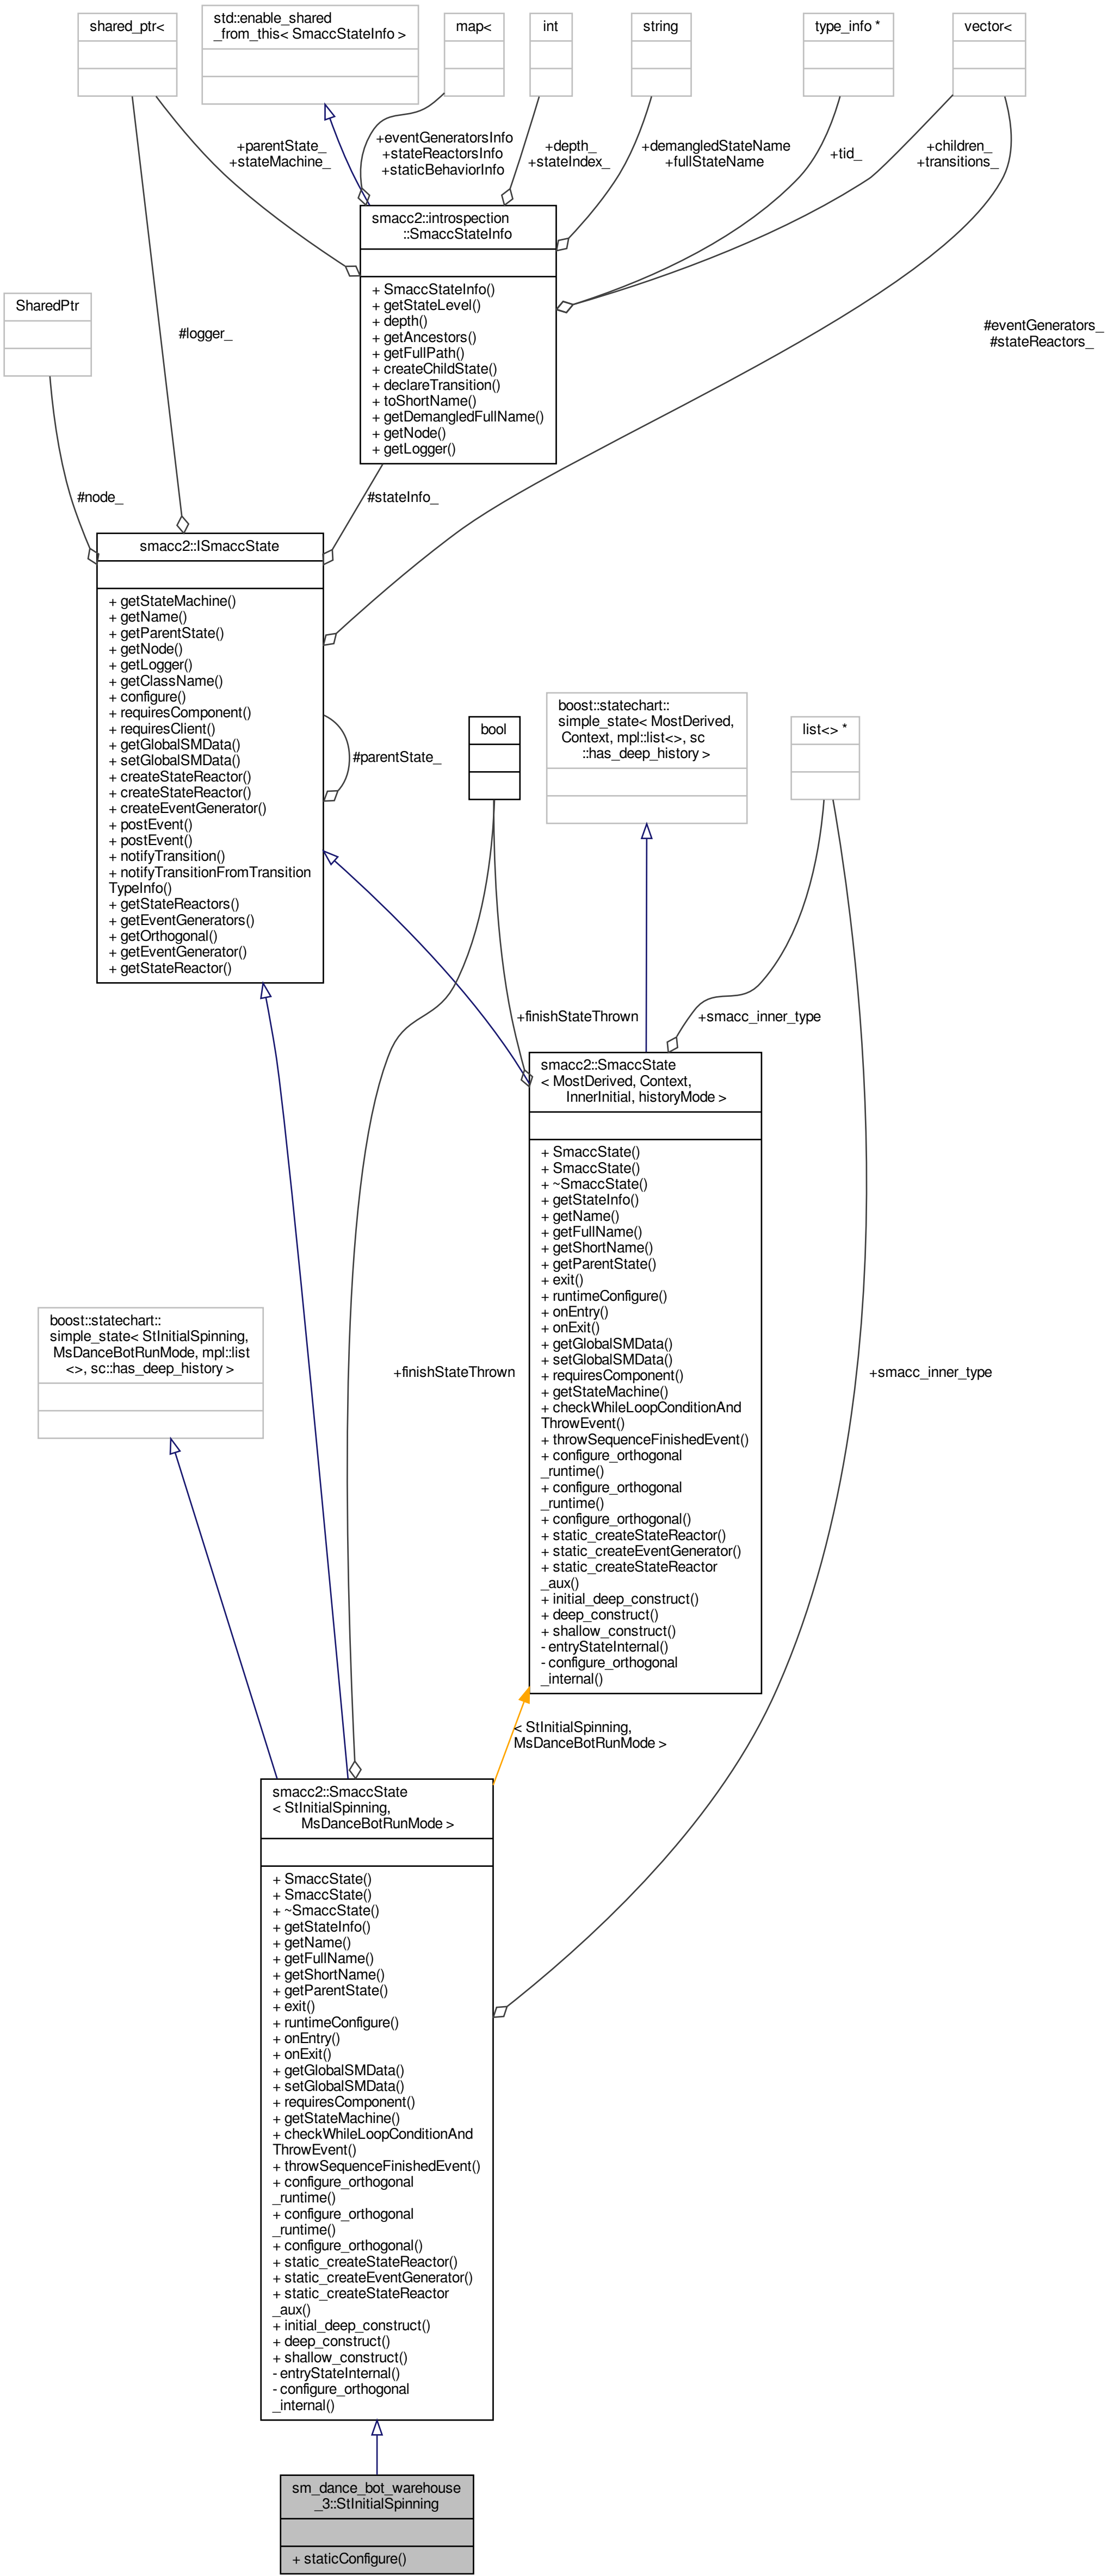 shared_ptr<
std::enable_shared
_from_this< SmaccStateInfo >
map<
int
string
type_info *
vector<
+parentState_
+stateMachine_
+eventGeneratorsInfo
+stateReactorsInfo
+staticBehaviorInfo
+depth_
+stateIndex_
+demangledStateName
+fullStateName
+tid_
+children_
+transitions_
smacc2::introspection
::SmaccStateInfo
+ SmaccStateInfo()
+ getStateLevel()
+ depth()
+ getAncestors()
+ getFullPath()
+ createChildState()
+ declareTransition()
+ toShortName()
+ getDemangledFullName()
+ getNode()
+ getLogger()
SharedPtr
#logger_
#eventGenerators_
#stateReactors_
#node_
#stateInfo_
smacc2::ISmaccState
+ getStateMachine()
+ getName()
+ getParentState()
+ getNode()
+ getLogger()
+ getClassName()
+ configure()
+ requiresComponent()
+ requiresClient()
+ getGlobalSMData()
+ setGlobalSMData()
+ createStateReactor()
+ createStateReactor()
+ createEventGenerator()
+ postEvent()
+ postEvent()
+ notifyTransition()
+ notifyTransitionFromTransition
TypeInfo()
+ getStateReactors()
+ getEventGenerators()
+ getOrthogonal()
+ getEventGenerator()
+ getStateReactor()
#parentState_
bool
boost::statechart::
simple_state< MostDerived,
Context, mpl::list<>, sc
::has_deep_history >
list<> *
+finishStateThrown
+smacc_inner_type
smacc2::SmaccState
< MostDerived, Context,
InnerInitial, historyMode >
+ SmaccState()
+ SmaccState()
+ ~SmaccState()
+ getStateInfo()
+ getName()
+ getFullName()
+ getShortName()
+ getParentState()
+ exit()
+ runtimeConfigure()
+ onEntry()
+ onExit()
+ getGlobalSMData()
+ setGlobalSMData()
+ requiresComponent()
+ getStateMachine()
+ checkWhileLoopConditionAnd
ThrowEvent()
+ throwSequenceFinishedEvent()
+ configure_orthogonal
_runtime()
+ configure_orthogonal
_runtime()
+ configure_orthogonal()
+ static_createStateReactor()
+ static_createEventGenerator()
+ static_createStateReactor
_aux()
+ initial_deep_construct()
+ deep_construct()
+ shallow_construct()
- entryStateInternal()
- configure_orthogonal
_internal()
boost::statechart::
simple_state< StInitialSpinning,
MsDanceBotRunMode, mpl::list
<>, sc::has_deep_history >
+finishStateThrown
+smacc_inner_type
< StInitialSpinning,
MsDanceBotRunMode >
smacc2::SmaccState
< StInitialSpinning,
MsDanceBotRunMode >
+ SmaccState()
+ SmaccState()
+ ~SmaccState()
+ getStateInfo()
+ getName()
+ getFullName()
+ getShortName()
+ getParentState()
+ exit()
+ runtimeConfigure()
+ onEntry()
+ onExit()
+ getGlobalSMData()
+ setGlobalSMData()
+ requiresComponent()
+ getStateMachine()
+ checkWhileLoopConditionAnd
ThrowEvent()
+ throwSequenceFinishedEvent()
+ configure_orthogonal
_runtime()
+ configure_orthogonal
_runtime()
+ configure_orthogonal()
+ static_createStateReactor()
+ static_createEventGenerator()
+ static_createStateReactor
_aux()
+ initial_deep_construct()
+ deep_construct()
+ shallow_construct()
- entryStateInternal()
- configure_orthogonal
_internal()
sm_dance_bot_warehouse
_3::StInitialSpinning
+ staticConfigure()